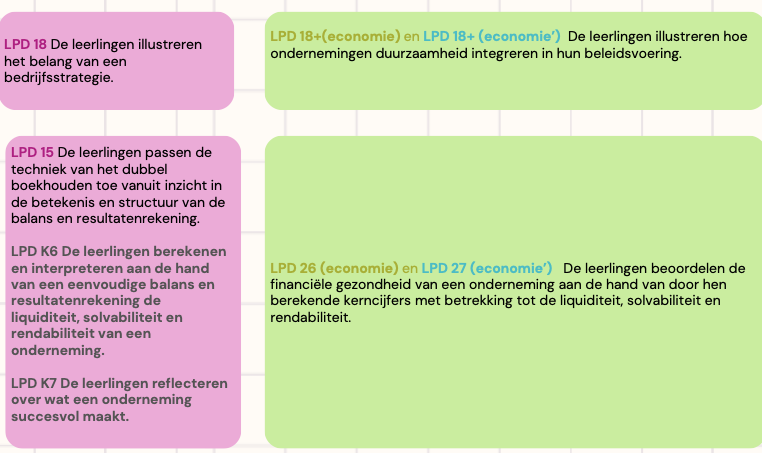 LPD 18 De leerlingen illustreren
het belang van een
bedrijfsstrategie.
LPD 18+(economie) en LPD 18+ (economie’) De leerlingen illustreren hoe
ondernemingen duurzaamheid integreren in hun beleidsvoering.
LPD 15 De leerlingen passen de
techniek van het dubbel
boekhouden toe vanuit inzicht in
de betekenis en structuur van de
balans en resultatenrekening.
LPD K6 De leerlingen berekenen
en interpreteren aan de hand
van een eenvoudige balans en
resultatenrekening de
liquiditeit, solvabiliteit en
rendabiliteit van een
onderneming.
LPD K7 De leerlingen reflecteren
over wat een onderneming
succesvol maakt.
LPD 26 (economie) en LPD 27 (economie’) De leerlingen beoordelen de
financiële gezondheid van een onderneming aan de hand van door hen
berekende kerncijfers met betrekking tot de liquiditeit, solvabiliteit en
rendabiliteit.